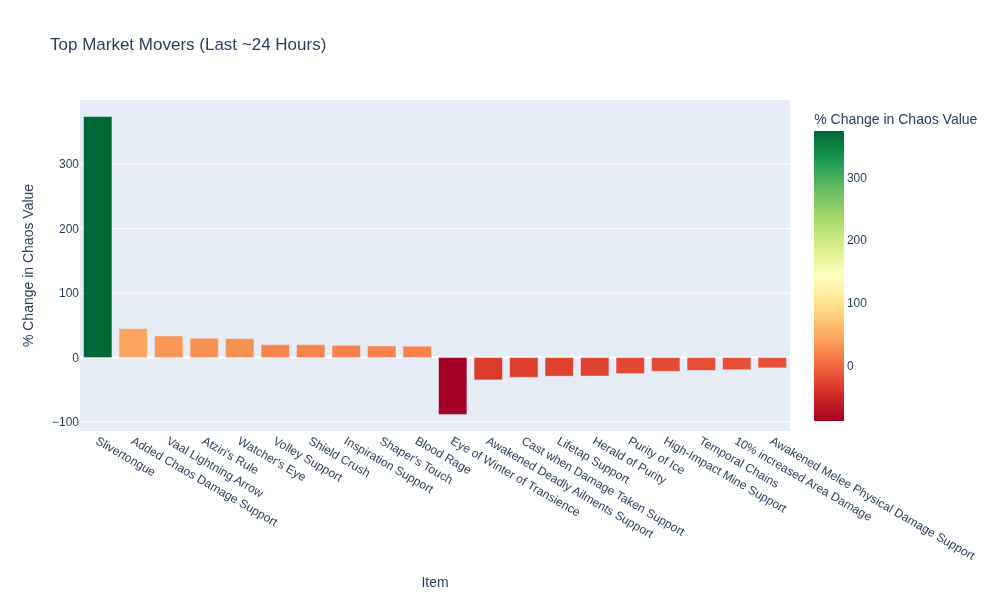 Top Market Movers (Last ~24 Hours)
% Change in Chaos Value
300
200
100
0
−100
Slivertongue
Added Chaos Damage Support
Vaal Lightning Arrow
Atziri's Rule
Watcher's Eye
Volley Support
Shield Crush
Inspiration Support
Shaper's Touch
Blood Rage
Eye of Winter of Transience
Awakened Deadly Ailments Support
Cast when Damage Taken Support
Lifetap Support
Herald of Purity
Purity of Ice
High-Impact Mine Support
Temporal Chains
10% increased Area Damage
Awakened Melee Physical Damage Support
Item
% Change in Chaos Value
300
200
100
0